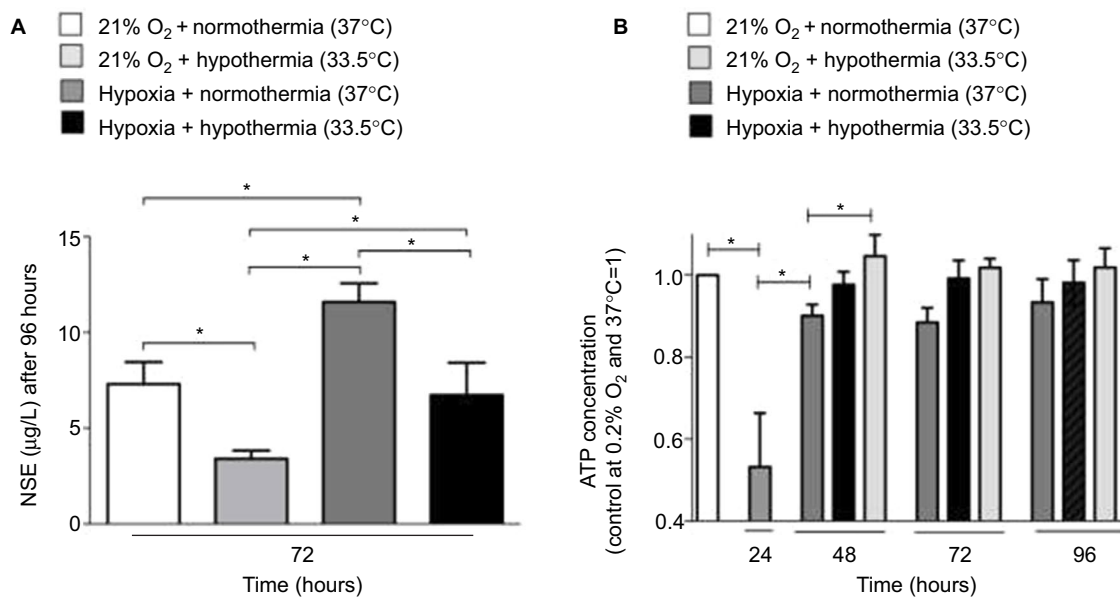 A
21% O₂ + normothermia (37°C)
21% O₂ + hypothermia (33.5°C)
Hypoxia + normothermia (37°C)
Hypoxia + hypothermia (33.5°C)
NSE (µg/L) after 96 hours
15
10
5
0
*
*
*
*
*
72
Time (hours)
B
21% O₂ + normothermia (37°C)
21% O₂ + hypothermia (33.5°C)
Hypoxia + normothermia (37°C)
Hypoxia + hypothermia (33.5°C)
ATP concentration
(control at 0.2% O₂ and 37°C=1)
1.0
0.8
0.6
0.4
*
*
*
24 48 72 96
Time (hours)